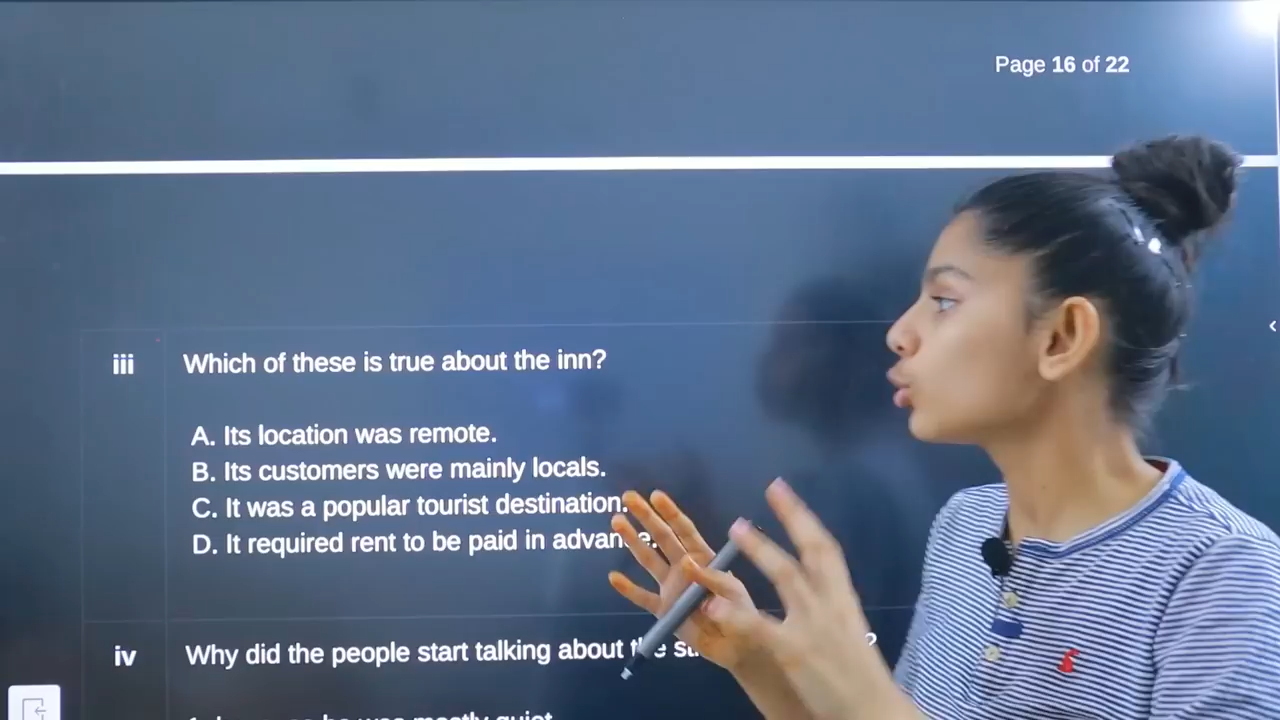 Page 16 of 22
iii Which of these is true about the inn?
A. Its location was remote.
B. Its customers were mainly locals.
C. It was a popular tourist destination.
D. It required rent to be paid in advance.
iv Why did the people start talking about the ?